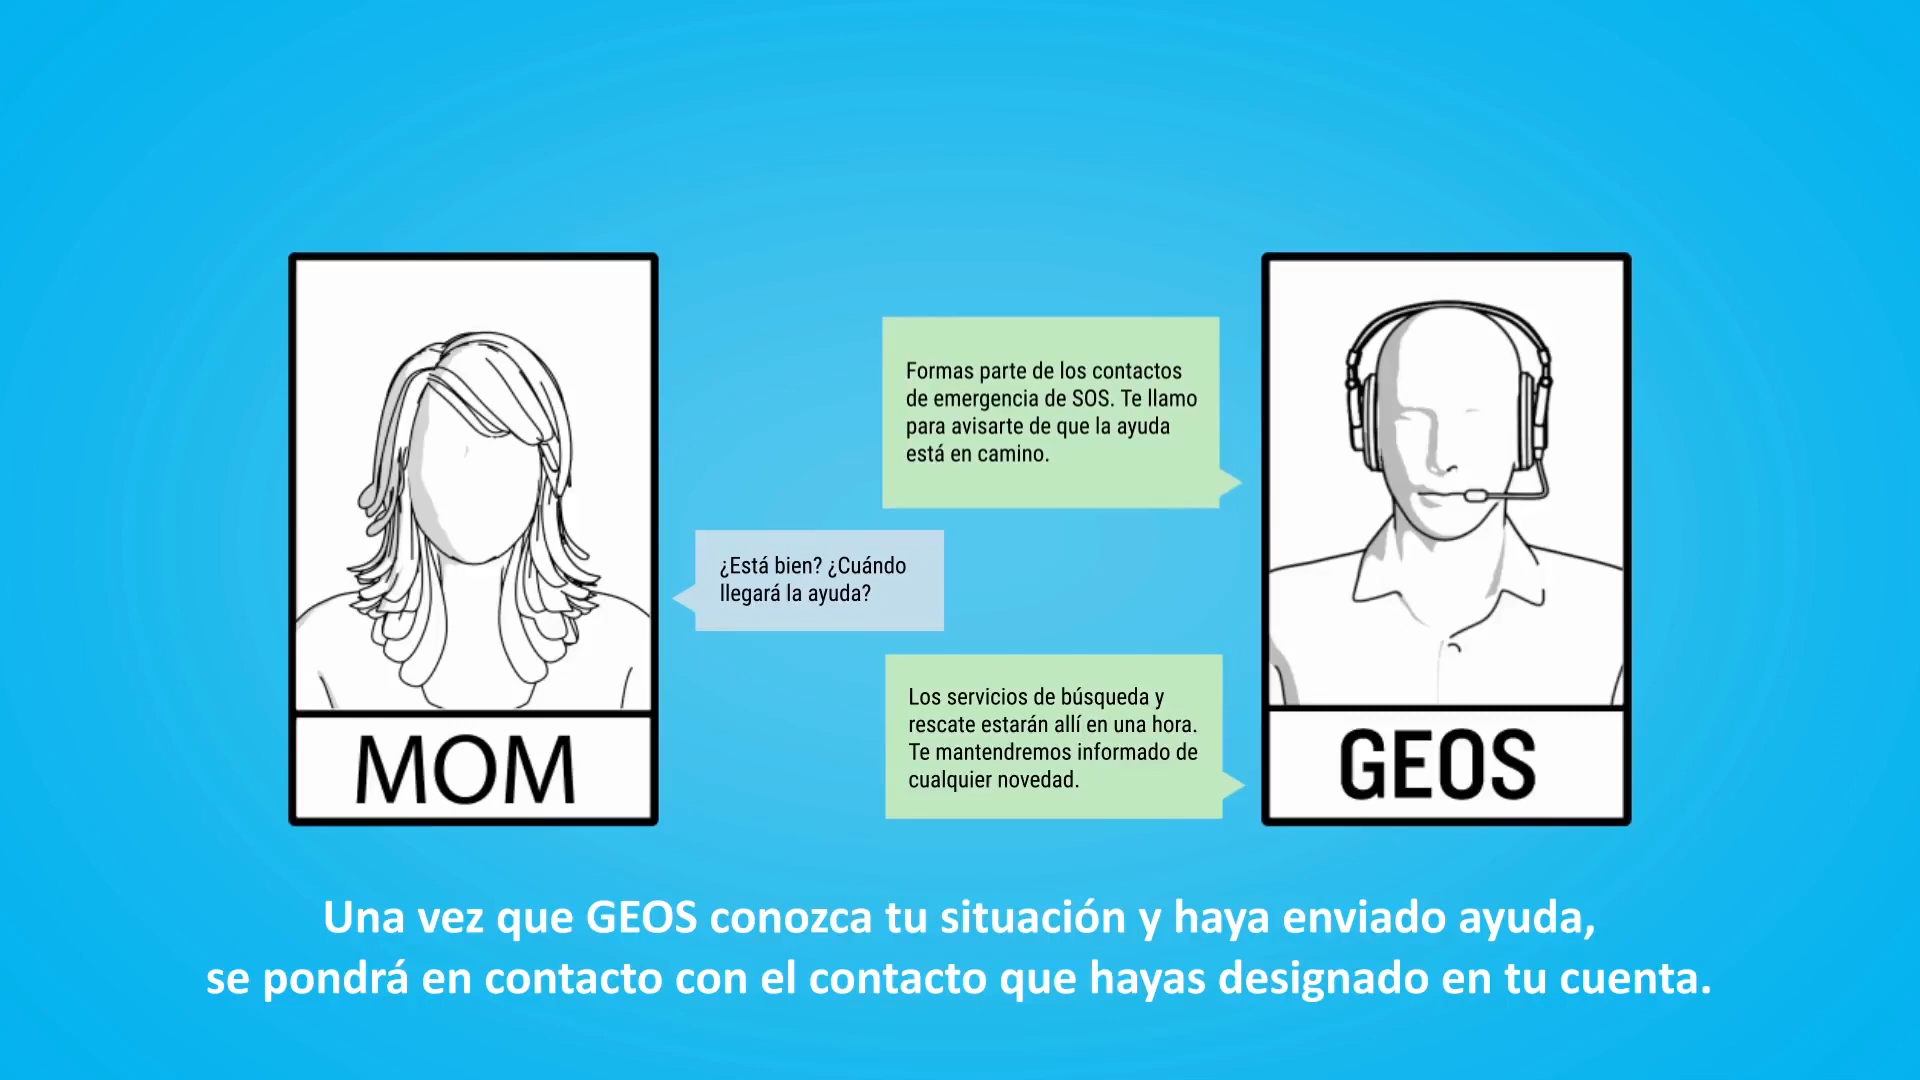 Formas parte de los contactos
de emergencia de SOS. Te llamo
para avisarte de que la ayuda
está en camino.
¿Está bien? ¿Cuándo
llegará la ayuda?
Los servicios de búsqueda y
rescate estarán allí en una hora.
Te mantendremos informado de
cualquier novedad.
MOM
GEOS
Una vez que GEOS conozca tu situación y haya enviado ayuda,
se pondrá en contacto con el contacto que hayas designado en tu cuenta.